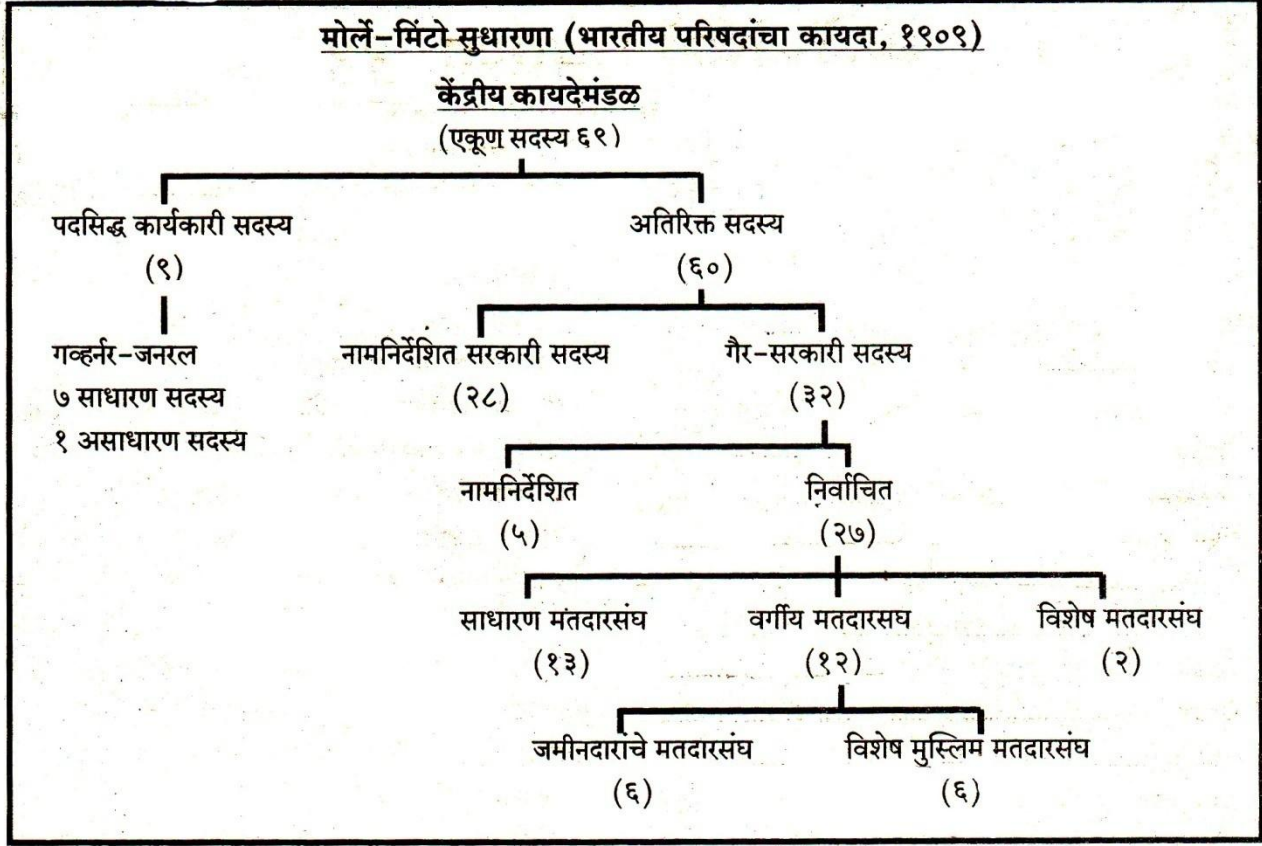 मोर्ले-मिंटो सुधारणा (भारतीय परिषदांचा कायदा, १९०९)
केंद्रीय कायदेमंडळ
(एकूण सदस्य ६९)
पदसिद्ध कार्यकारी सदस्य
(९)
अतिरिक्त सदस्य
(६०)
गव्हर्नर-जनरल
७ साधारण सदस्य
१ असाधारण सदस्य
नामनिर्देशित सरकारी सदस्य
(२८)
गैर-सरकारी सदस्य
(३२)
नामनिर्देशित
(५)
निर्वाचित
(२७)
साधारण मतदारसंघ
(१३)
वर्गीय मतदारसघ
(१२)
विशेष मतदारसंघ
(२)
जमीनदारांचे मतदारसंघ
(६)
विशेष मुस्लिम मतदारसंघ
(६)